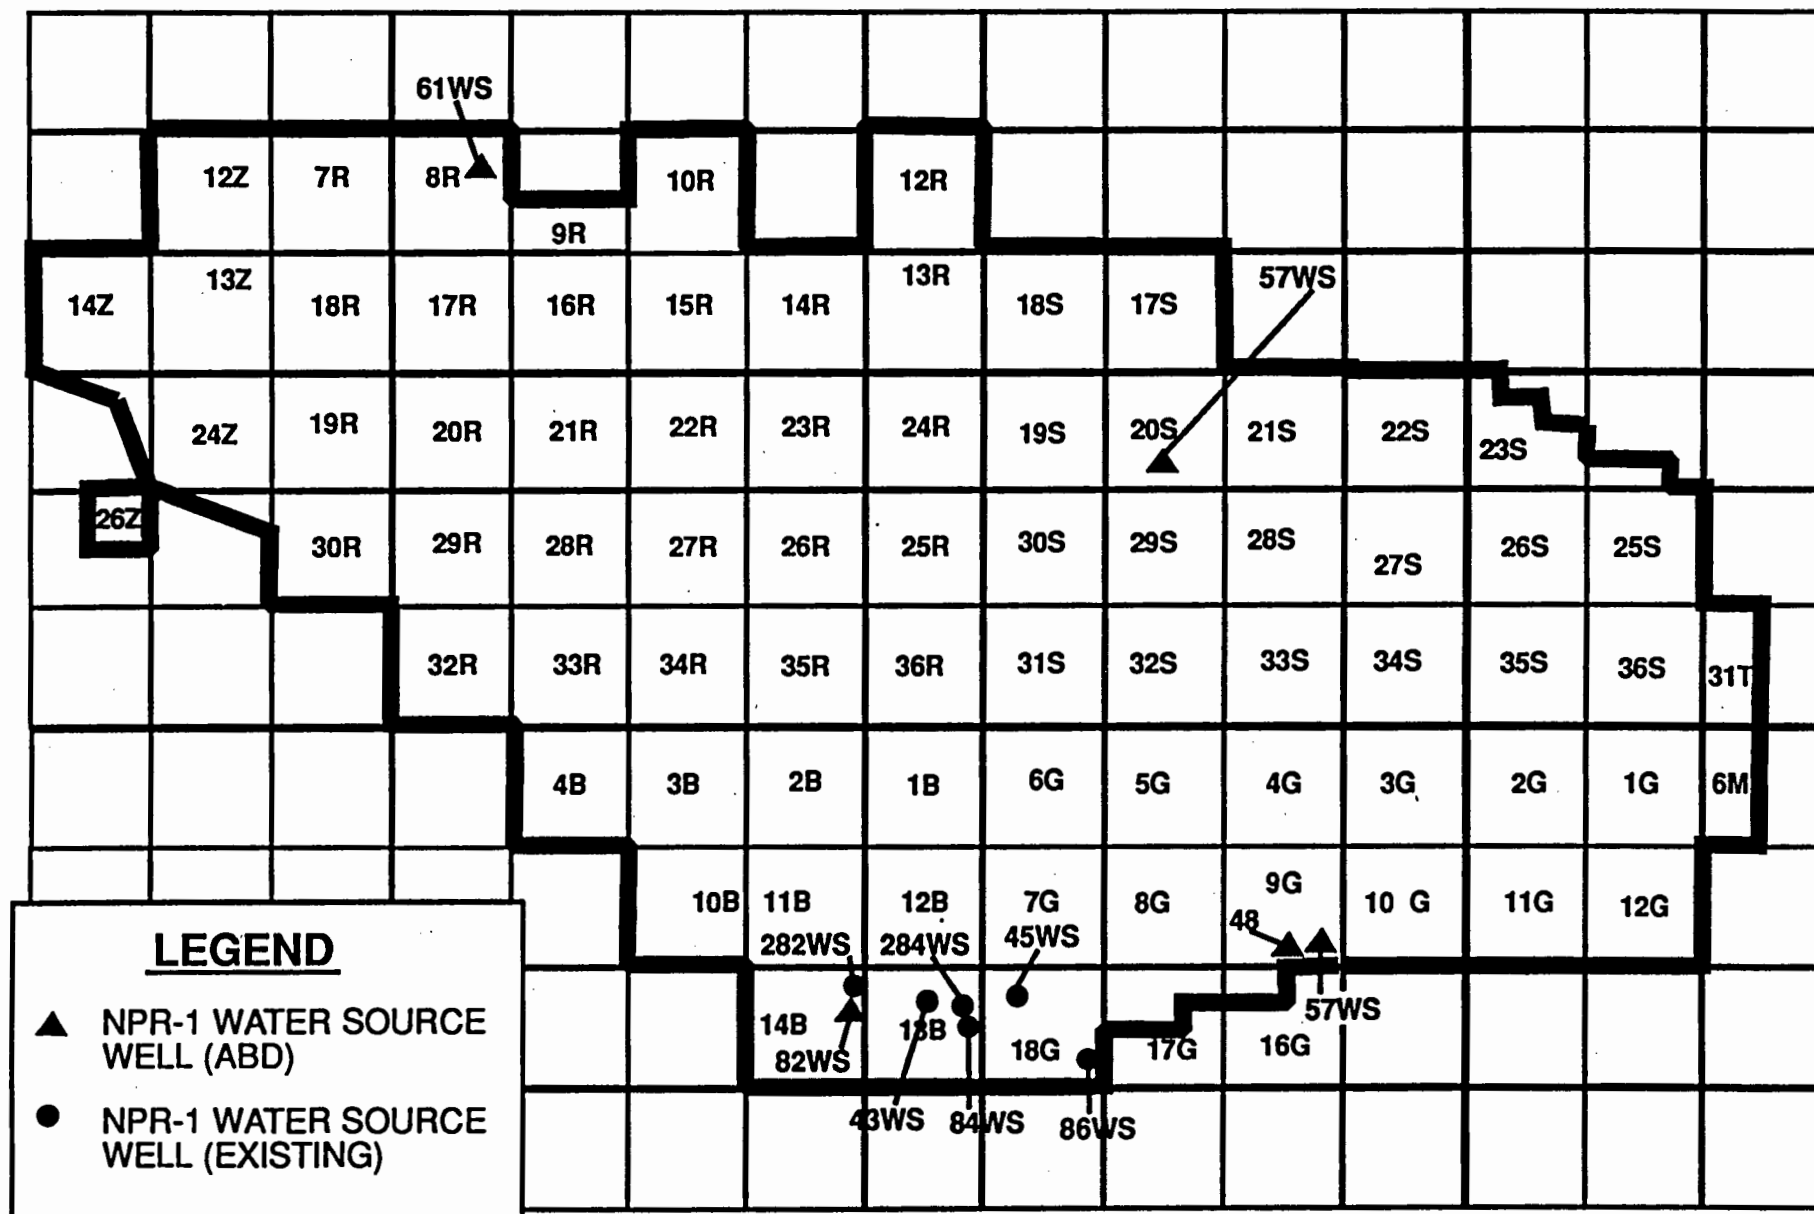 61WS
12Z 7R 8R 10R 12R
9R
13Z 13R 57WS
14Z 18R 17R 16R 15R 14R 18S 17S
24Z 19R 20R 21R 22R 23R 24R 19S 20S 21S 22S 23S
26Z 30R 29R 28R 27R 26R 25R 30S 29S 28S 27S 26S 25S
32R 33R 34R 35R 36R 31S 32S 33S 34S 35S 36S 31T
4B 3B 2B 1B 6G 5G 4G 3G 2G 1G 6M
10B 11B 12B 7G 8G 9G 10 G 11G 12G
282WS 284WS 45WS 48
14B 13B 18G 17G 16G 57WS
82WS
43WS 84WS 86WS
LEGEND
NPR-1 WATER SOURCE
WELL (ABD)
NPR-1 WATER SOURCE
WELL (EXISTING)